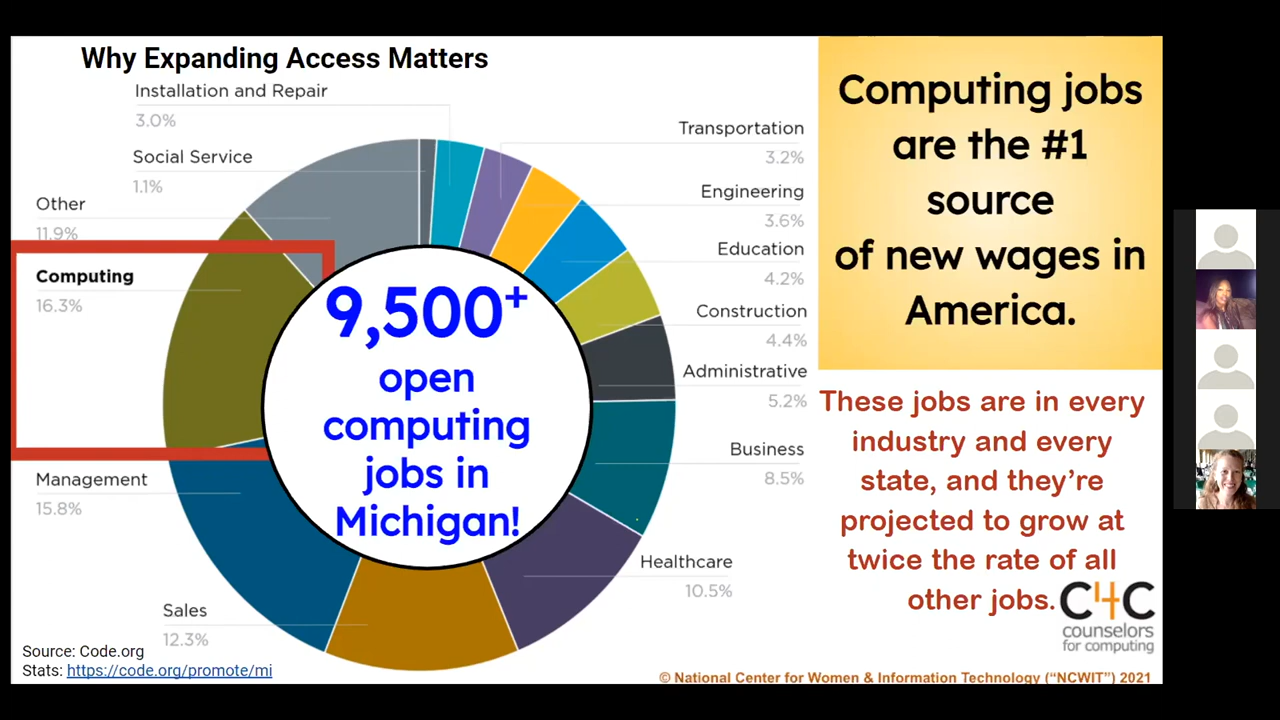 Why Expanding Access Matters
Installation and Repair
3.0%
Social Service
1.1%
Other
11.9%
Computing
16.3%
Management
15.8%
Sales
12.3%
Transportation
3.2%
Engineering
3.6%
Education
4.2%
Construction
4.4%
Administrative
5.2%
Business
8.5%
Healthcare
10.5%
9,500+
open
computing
jobs in
Michigan!
Computing jobs
are the #1
source
of new wages in
America.
These jobs are in every
industry and every
state, and they’re
projected to grow at
twice the rate of all
other jobs.
C4C
counselors
for computing
Source: Code.org
Stats: https://code.org/promote/mi
© National Center for Women & Information Technology (“NCWIT”) 2021